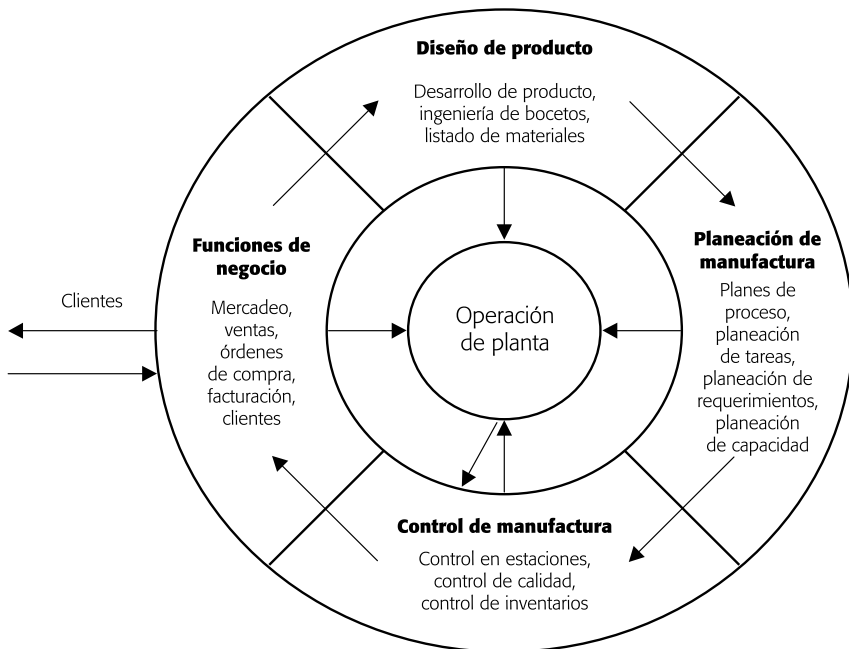 Diseño de producto
Desarrollo de producto,
ingeniería de bocetos,
listado de materiales
Funciones de
negocio
Mercadeo,
ventas,
órdenes
de compra,
facturación,
clientes
Clientes
Operación
de planta
Planeación de
manufactura
Planes de
proceso,
planeación
de tareas,
planeación de
requerimientos,
planeación
de capacidad
Control de manufactura
Control en estaciones,
control de calidad,
control de inventarios